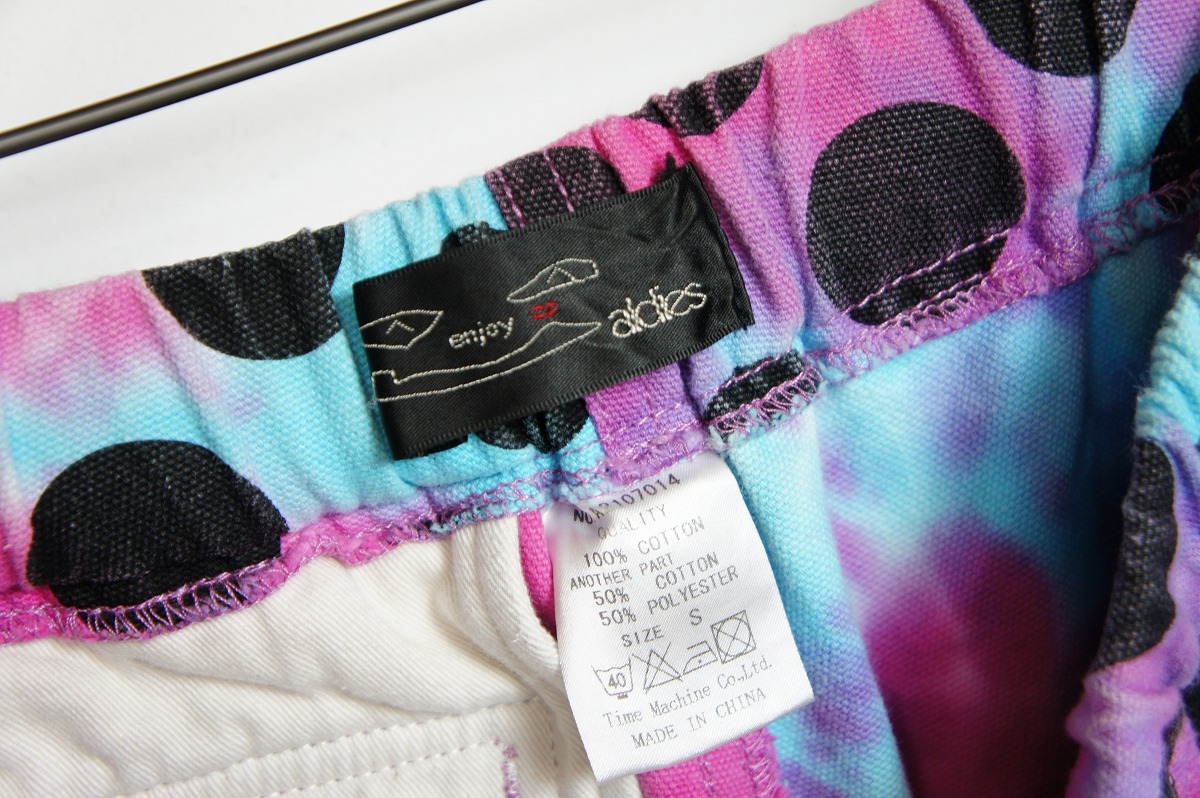 enjoy aldies
QUALITY
100% COTTON
ANOTHER PART
50% COTTON
50% POLYESTER
SIZE S
40
Time Machine Co.,Ltd.
MADE IN CHINA